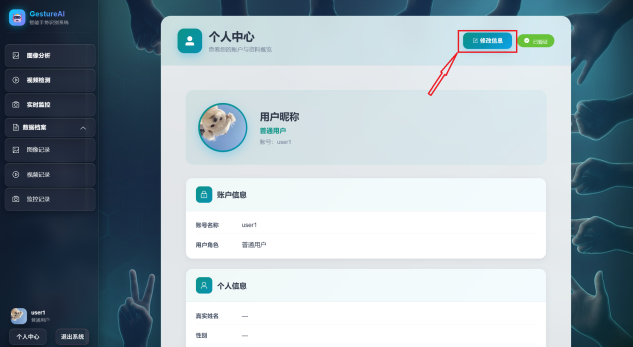 GestureAI
智能手势识别系统
图像分析
视频检测
实时监控
数据档案
图像记录
视频记录
监控记录
user1
普通用户
个人中心
退出系统
个人中心
查看您的账户与资料概览
修改信息
已验证
用户昵称
普通用户
账号: user1
账户信息
账号名称 user1
用户角色 普通用户
个人信息
真实姓名 —
性别 —